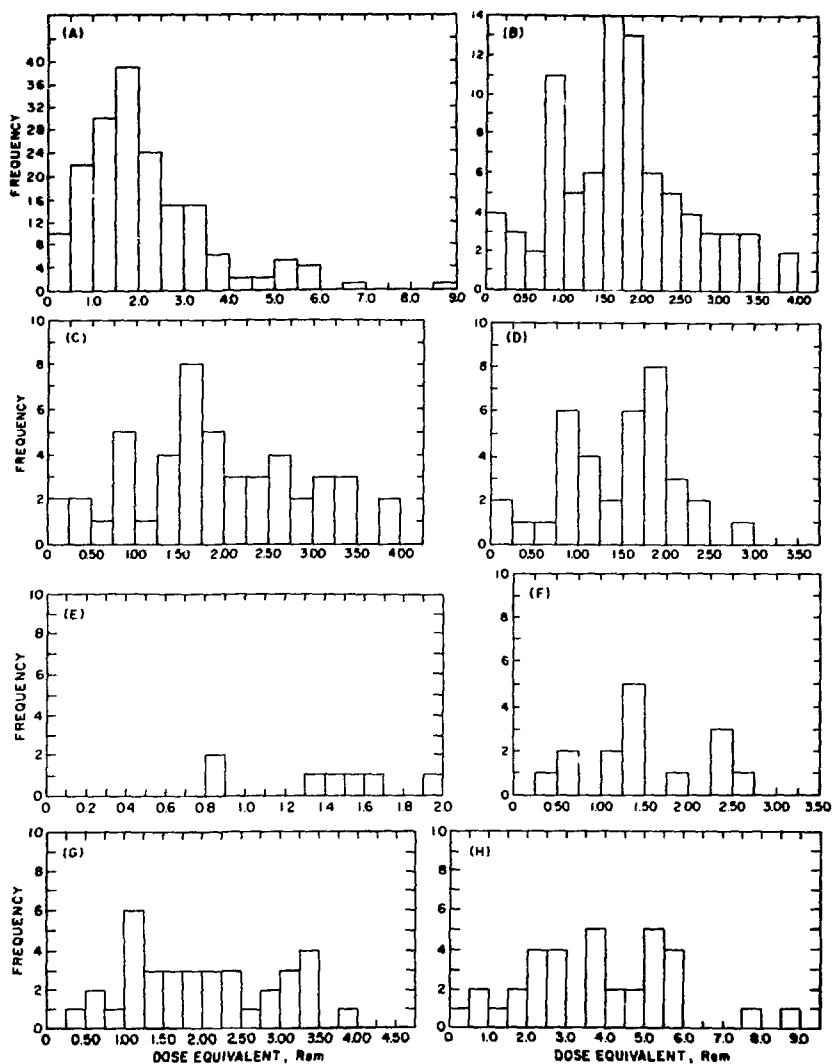 (A)
FREQUENCY
40
36
32
28
24
20
16
12
8
4
0
0 1.0 2.0 3.0 4.0 5.0 6.0 7.0 8.0 9.0
(B)
14
12
10
8
6
4
2
0
0 0.50 1.00 1.50 2.00 2.50 3.00 3.50 4.00
(C)
FREQUENCY
10
8
6
4
2
0
0 0.50 1.00 1.50 2.00 2.50 3.00 3.50 4.00
(D)
10
8
6
4
2
0
0 0.50 1.00 1.50 2.00 2.50 3.00 3.75
(E)
FREQUENCY
10
8
6
4
2
0
0 0.2 0.4 0.6 0.8 1.0 1.2 1.4 1.6 1.8 2.0
(F)
10
8
6
4
2
0
0 0.50 1.00 1.50 2.00 2.50 3.00 3.50
(G)
FREQUENCY
10
8
6
4
2
0
0 0.50 1.00 1.50 2.00 2.50 3.00 3.50 4.00 4.50
DOSE EQUIVALENT, Rem
(H)
10
8
6
4
2
0
0 1.0 2.0 3.0 4.0 5.0 6.0 7.0 8.0 9.0
DOSE EQUIVALENT, Rem